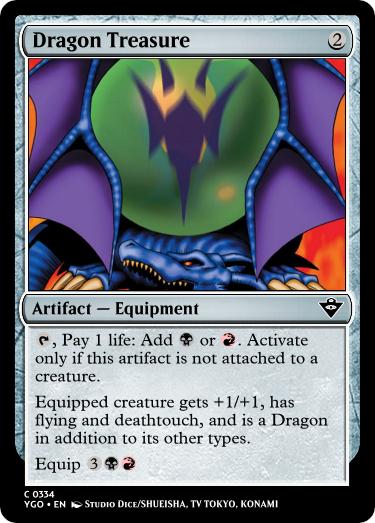 Dragon Treasure 2
Artifact — Equipment
, Pay 1 life: Add or . Activate
only if this artifact is not attached to a
creature.
Equipped creature gets +1/+1, has
flying and deathtouch, and is a Dragon
in addition to its other types.
Equip 3
C 0334
YGO • EN Studio Dice/SHUEISHA, TV TOKYO, KONAMI